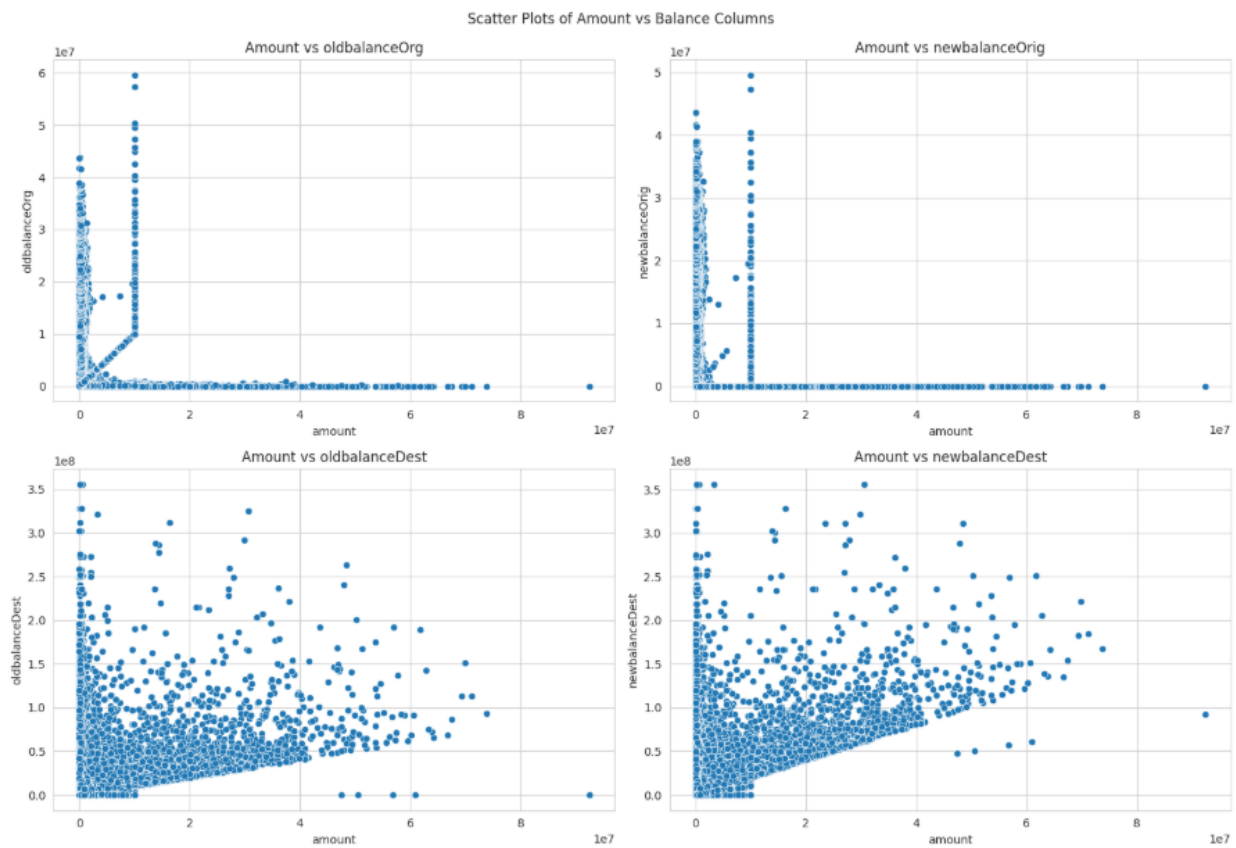 Scatter Plots of Amount vs Balance Columns
Amount vs oldbalanceOrg
1e7
6
5
4
3
2
1
0
oldbalanceOrg
0 2 4 6 8
1e7
amount
Amount vs newbalanceOrig
1e7
5
4
3
2
1
0
newbalanceOrig
0 2 4 6 8
1e7
amount
Amount vs oldbalanceDest
1e8
3.5
3.0
2.5
2.0
1.5
1.0
0.5
0.0
oldbalanceDest
0 2 4 6 8
1e7
amount
Amount vs newbalanceDest
1e8
3.5
3.0
2.5
2.0
1.5
1.0
0.5
0.0
newbalanceDest
0 2 4 6 8
1e7
amount